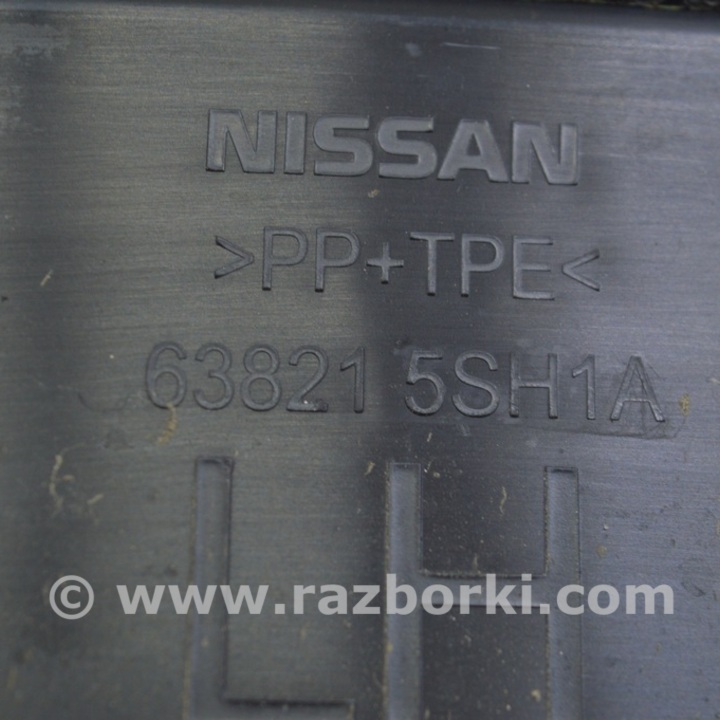 NISSAN
>PP+TPE<
63821 5SH1A
LH
© www.razborki.com